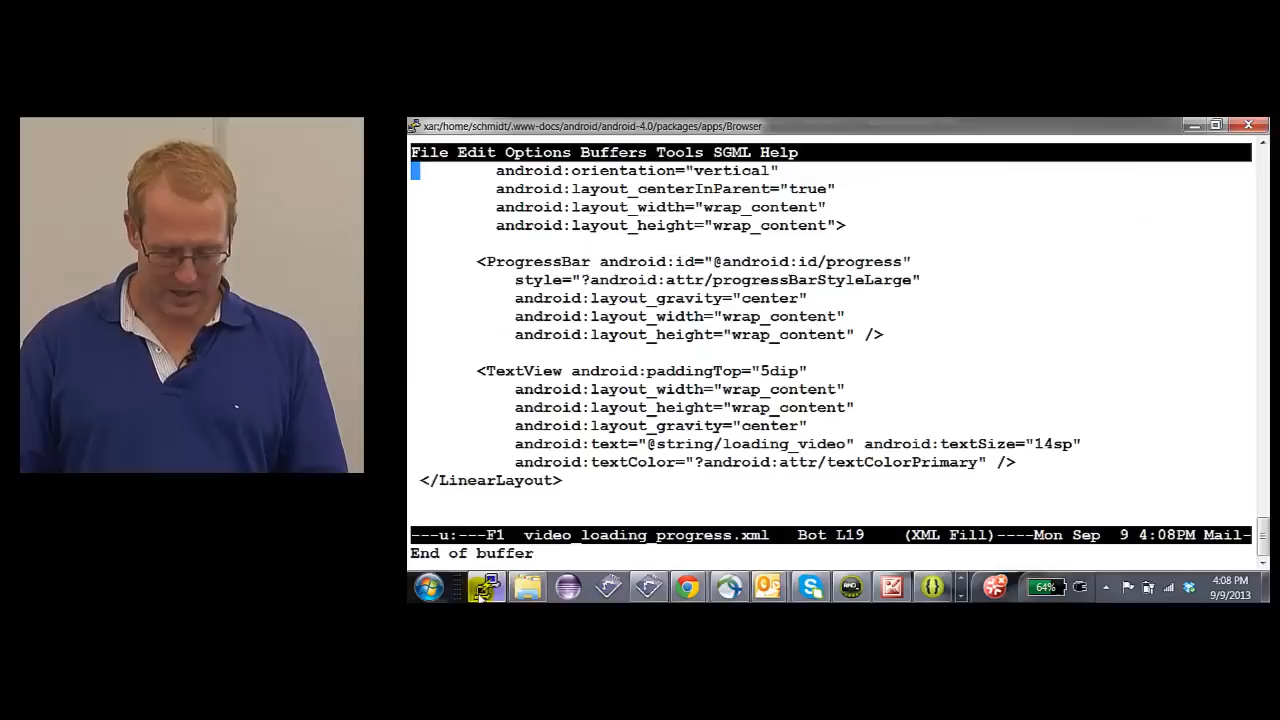 xar:/home/schmidt/.www-docs/android/android-4.0/packages/apps/Browser
File Edit Options Buffers Tools SGML Help
android:orientation="vertical"
android:layout_centerInParent="true"
android:layout_width="wrap_content"
android:layout_height="wrap_content">
<ProgressBar android:id="@android:id/progress"
style="?android:attr/progressBarStyleLarge"
android:layout_gravity="center"
android:layout_width="wrap_content"
android:layout_height="wrap_content" />
<TextView android:paddingTop="5dip"
android:layout_width="wrap_content"
android:layout_height="wrap_content"
android:layout_gravity="center"
android:text="@string/loading_video" android:textSize="14sp"
android:textColor="?android:attr/textColorPrimary" />
</LinearLayout>
---u:---F1 video_loading_progress.xml Bot L19 (XML Fill)----Mon Sep 9 4:08PM Mail-
End of buffer
64%
4:08 PM
9/9/2013